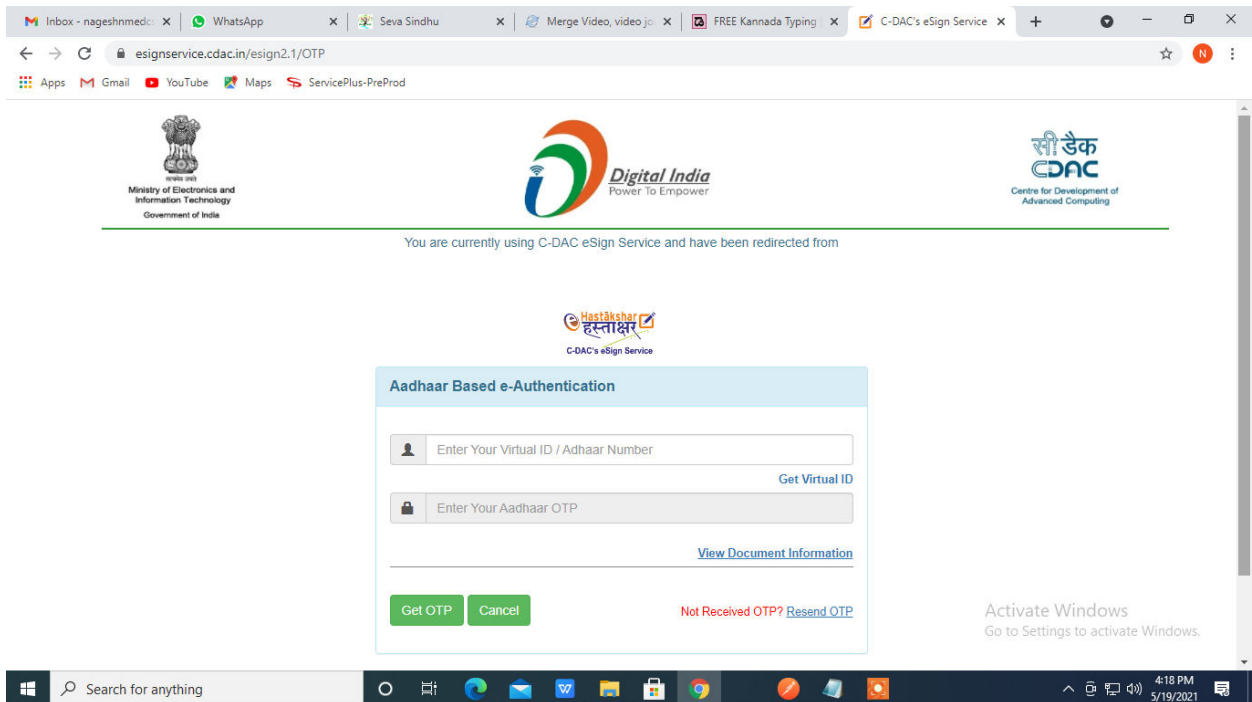 Inbox - nageshnmedc
WhatsApp
Seva Sindhu
Merge Video, video jo
FREE Kannada Typing
C-DAC's eSign Service
esignservice.cdac.in/esign2.1/OTP
N
Apps
Gmail
YouTube
Maps
ServicePlus-PreProd
सत्यमेव जयते
Ministry of Electronics and
Information Technology
Government of India
Digital India
Power To Empower
सी डैक
CDAC
Centre for Development of
Advanced Computing
You are currently using C-DAC eSign Service and have been redirected from
e Hastākshar
हस्ताक्षर
C-DAC's eSign Service
Aadhaar Based e-Authentication
Enter Your Virtual ID / Adhaar Number
Get Virtual ID
Enter Your Aadhaar OTP
View Document Information
Get OTP
Cancel
Not Received OTP? Resend OTP
Activate Windows
Go to Settings to activate Windows.
Search for anything
4:18 PM
5/19/2021